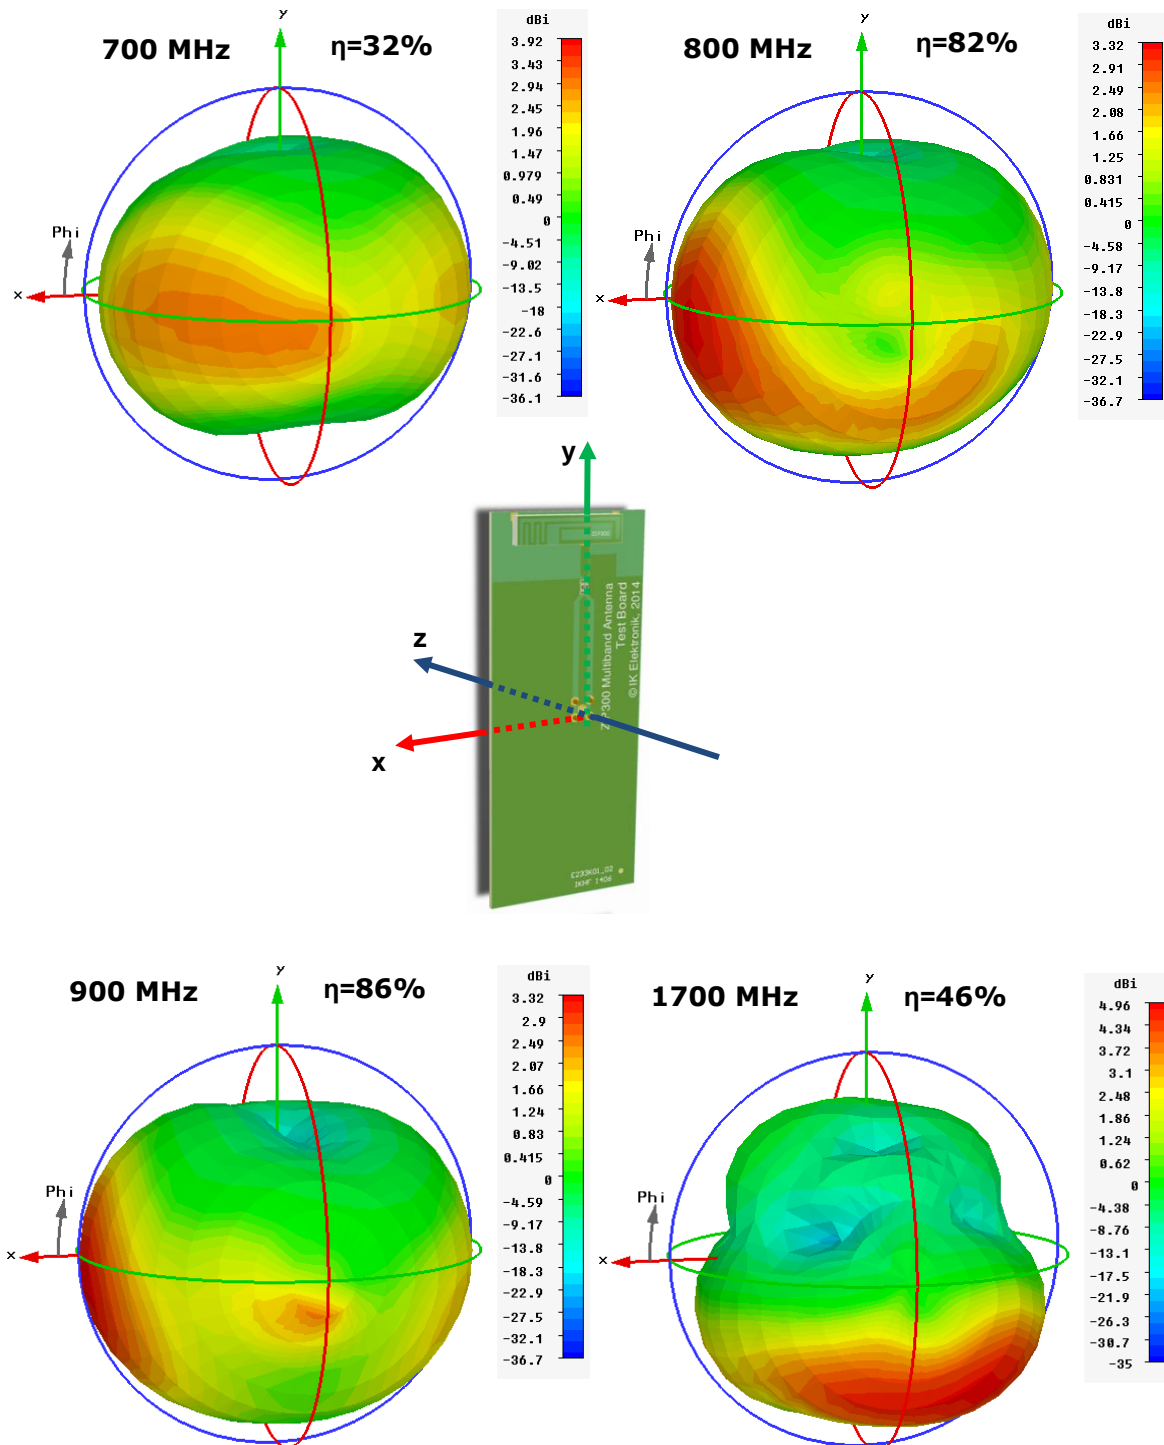 700 MHz
η=32%
y
Phi
x
dBi
3.92
3.43
2.94
2.45
1.96
1.47
0.979
0.49
0
-4.51
-9.02
-13.5
-18
-22.6
-27.1
-31.6
-36.1
800 MHz
η=82%
y
Phi
x
dBi
3.32
2.91
2.49
2.08
1.66
1.25
0.831
0.415
0
-4.58
-9.17
-13.8
-18.3
-22.9
-27.5
-32.1
-36.7
y
z
x
Multiband Antenna
Test Board
© IK Elektronik, 2014
E233K01_02
IKHF 1406
900 MHz
η=86%
y
Phi
x
dBi
3.32
2.9
2.49
2.07
1.66
1.24
0.83
0.415
0
-4.59
-9.17
-13.8
-18.3
-22.9
-27.5
-32.1
-36.7
1700 MHz
η=46%
y
Phi
x
dBi
4.96
4.34
3.72
3.1
2.48
1.86
1.24
0.62
0
-4.38
-8.76
-13.1
-17.5
-21.9
-26.3
-30.7
-35